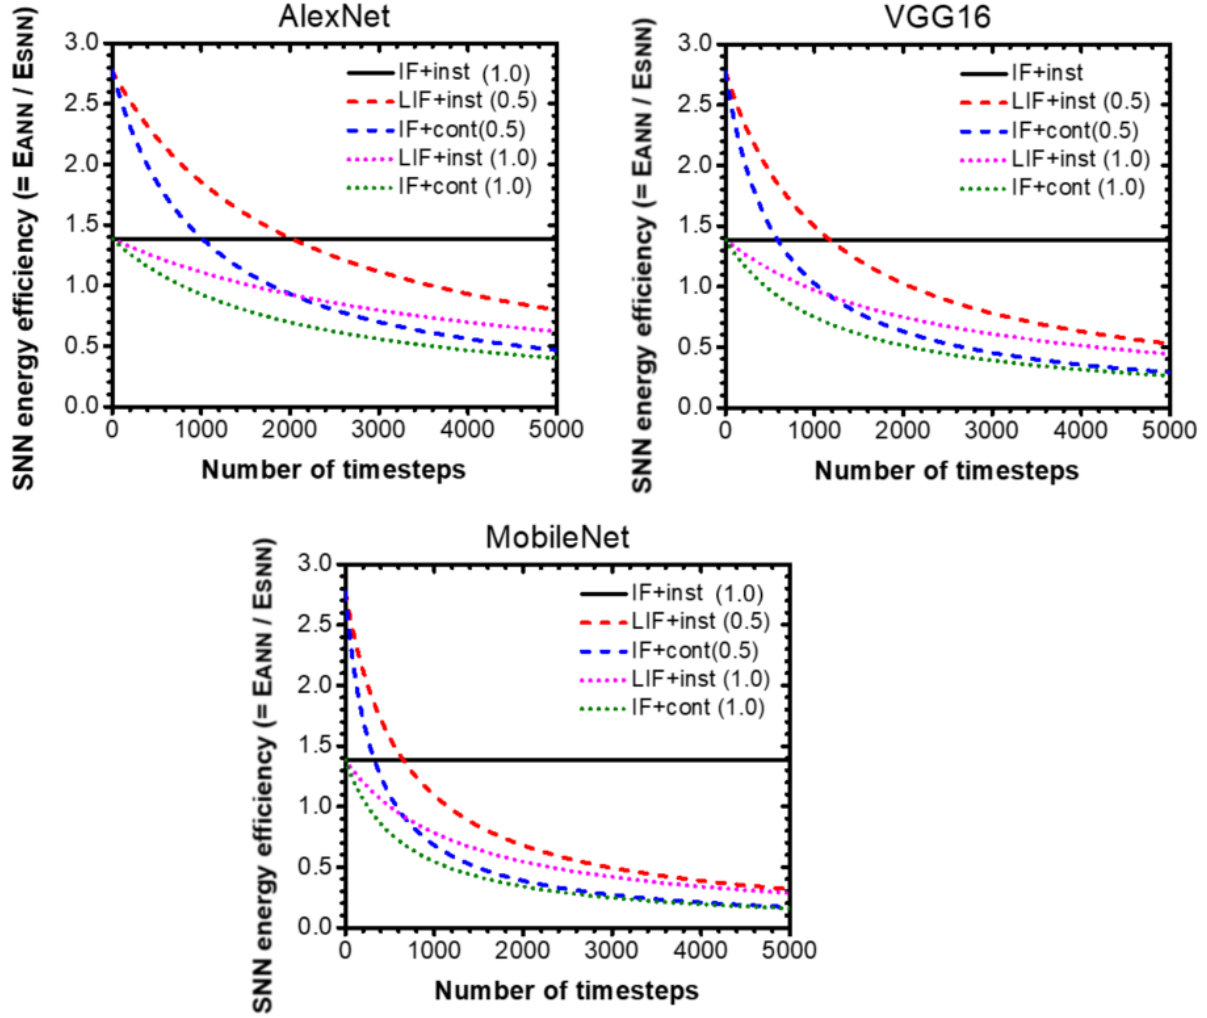 AlexNet
SNN energy efficiency (= EANN / ESNN)
3.0
2.5
2.0
1.5
1.0
0.5
0.0
IF+inst (1.0)
LIF+inst (0.5)
IF+cont(0.5)
LIF+inst (1.0)
IF+cont (1.0)
0 1000 2000 3000 4000 5000
Number of timesteps
VGG16
SNN energy efficiency (= EANN / ESNN)
3.0
2.5
2.0
1.5
1.0
0.5
0.0
IF+inst
LIF+inst (0.5)
IF+cont(0.5)
LIF+inst (1.0)
IF+cont (1.0)
0 1000 2000 3000 4000 5000
Number of timesteps
MobileNet
SNN energy efficiency (= EANN / ESNN)
3.0
2.5
2.0
1.5
1.0
0.5
0.0
IF+inst (1.0)
LIF+inst (0.5)
IF+cont(0.5)
LIF+inst (1.0)
IF+cont (1.0)
0 1000 2000 3000 4000 5000
Number of timesteps